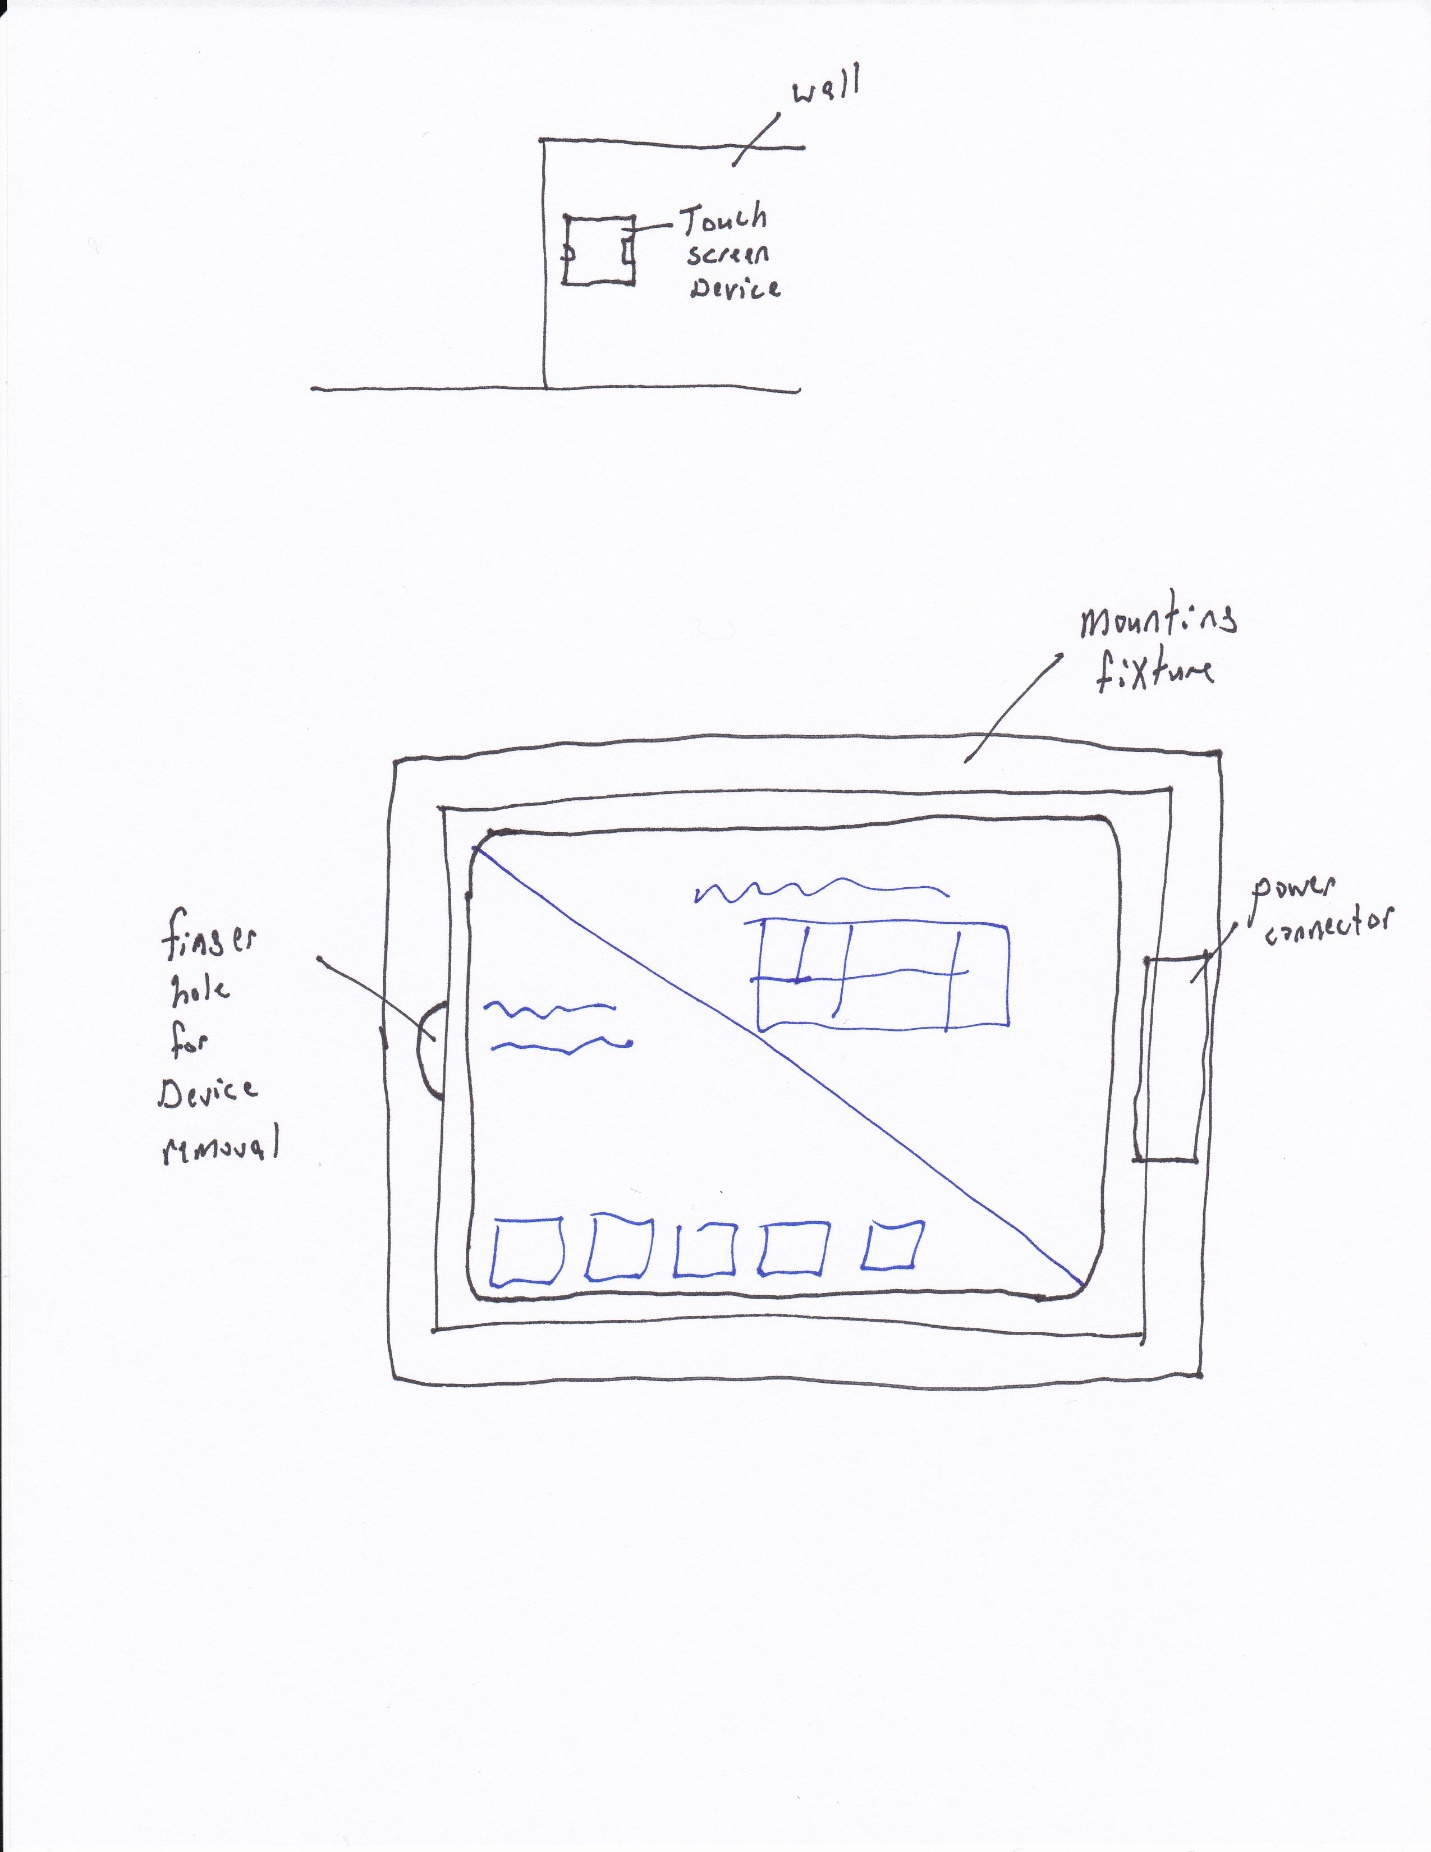 wall
Touch
screen
Device
mounting
fixture
power
connector
finger
hole
for
Device
removal